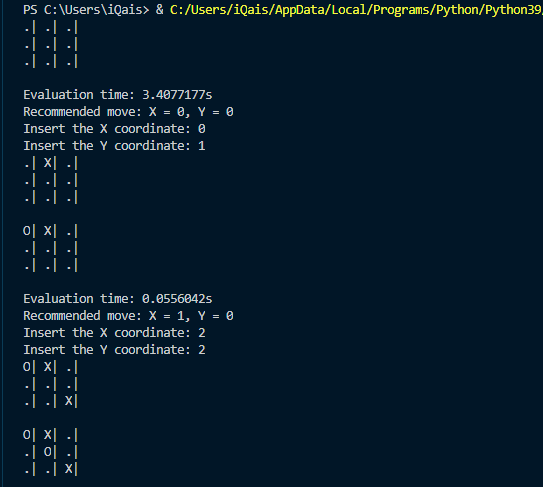 PS C:\Users\iQais> & C:/Users/iQais/AppData/Local/Programs/Python/Python39/
.| .| .|
.| .| .|
.| .| .|
Evaluation time: 3.4077177s
Recommended move: X = 0, Y = 0
Insert the X coordinate: 0
Insert the Y coordinate: 1
.| X| .|
.| .| .|
.| .| .|
O| X| .|
.| .| .|
.| .| .|
Evaluation time: 0.0556042s
Recommended move: X = 1, Y = 0
Insert the X coordinate: 2
Insert the Y coordinate: 2
O| X| .|
.| .| .|
.| .| X|
O| X| .|
.| O| .|
.| .| X|